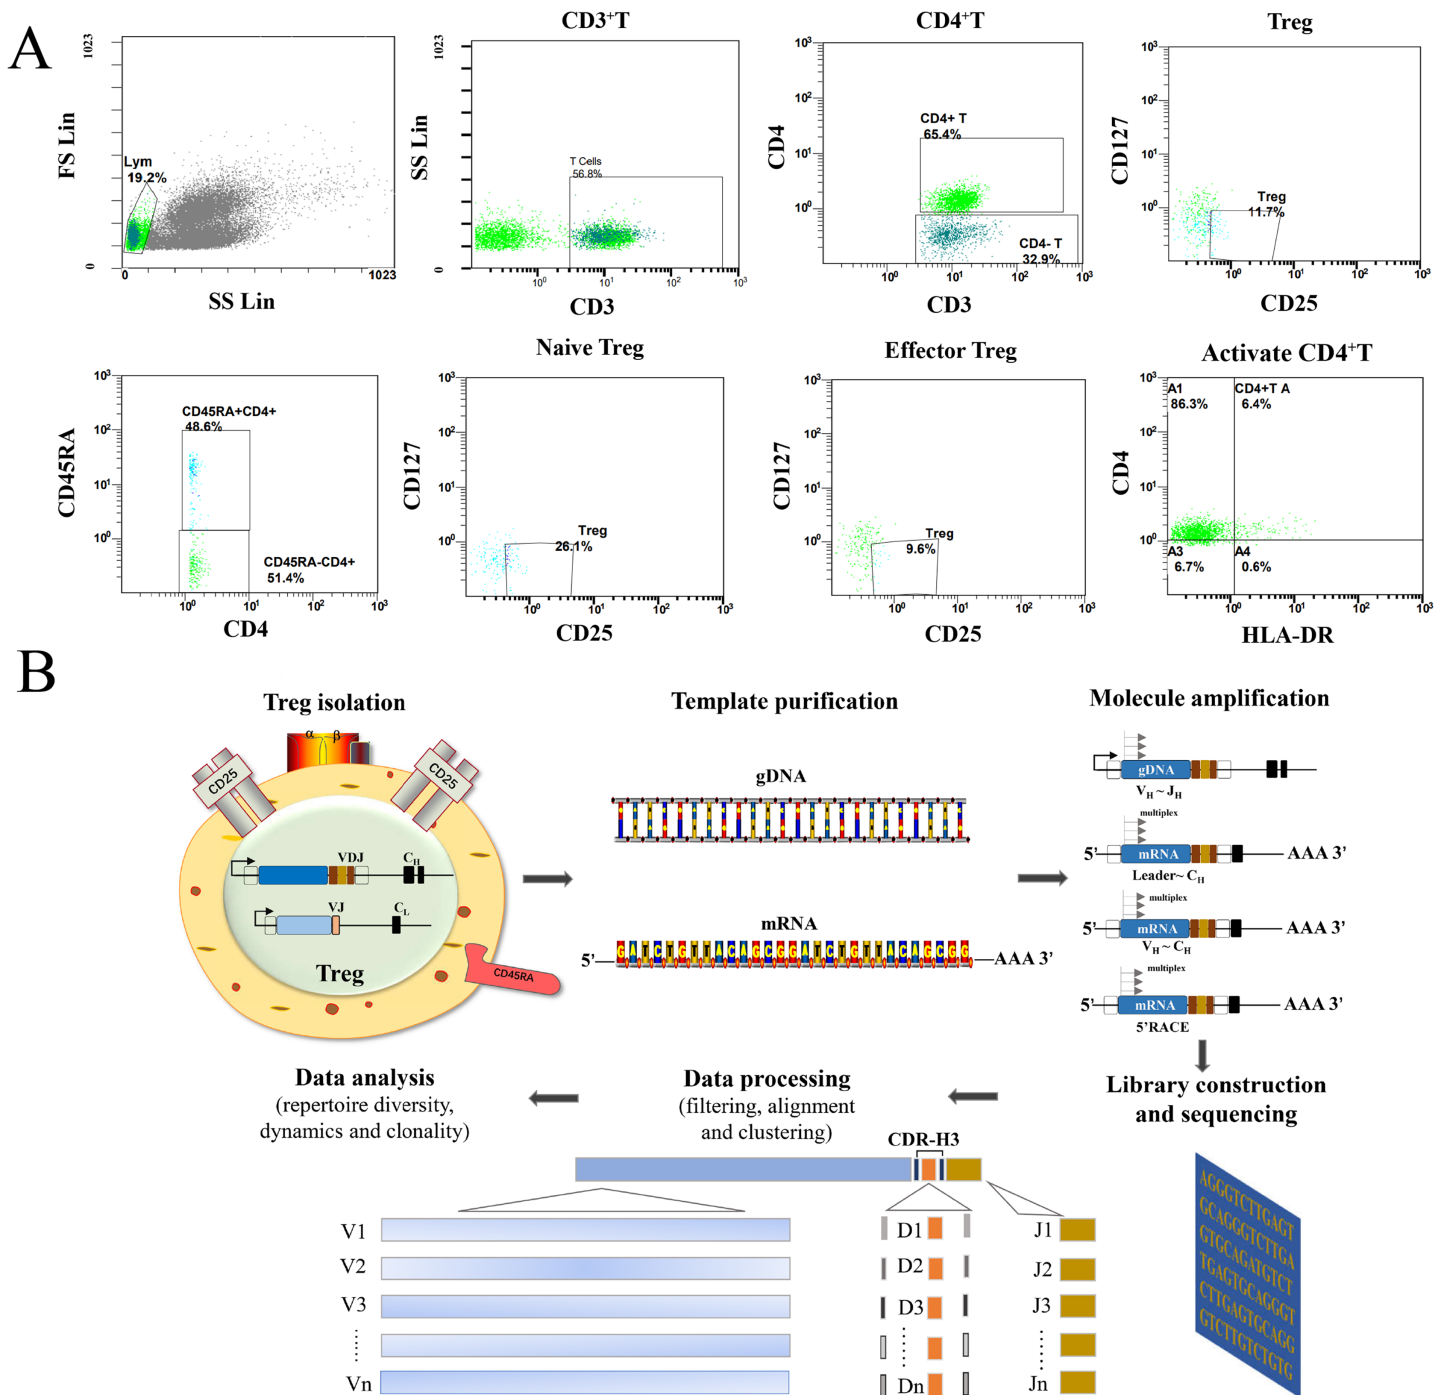 A
1023
FS Lin
Lym
19.2%
0
0
1023
SS Lin
CD3⁺T
1023
SS Lin
T Cells
56.8%
0
10⁰ 10¹ 10² 10³
CD3
CD4⁺T
10³
10²
10¹
10⁰
CD4
CD4+ T
65.4%
CD4- T
32.9%
10⁰ 10¹ 10² 10³
CD3
Treg
10³
10²
10¹
10⁰
CD127
Treg
11.7%
10⁰ 10¹ 10² 10³
CD25
10³
10²
10¹
10⁰
CD45RA
CD45RA+CD4+
48.6%
CD45RA-CD4+
51.4%
10⁰ 10¹ 10² 10³
CD4
Naive Treg
10³
10²
10¹
10⁰
CD127
Treg
26.1%
10⁰ 10¹ 10² 10³
CD25
Effector Treg
10³
10²
10¹
10⁰
CD127
Treg
9.6%
10⁰ 10¹ 10² 10³
CD25
Activate CD4⁺T
10³
10²
10¹
10⁰
CD4
A1
86.3%
CD4+T A
6.4%
A3
6.7%
A4
0.6%
10⁰ 10¹ 10² 10³
HLA-DR
B
Treg isolation
α β
CD25
CD25
VDJ
C_H
VJ
C_L
Treg
CD45RA
Template purification
gDNA
mRNA
5’
GATCTGTTACAGCGGATCTGTTACAGCGGG
AAA 3’
Molecule amplification
gDNA
V_H ~ J_H
multiplex
5’ mRNA AAA 3’
Leader~ C_H
multiplex
5’ mRNA AAA 3’
V_H ~ C_H
multiplex
5’ mRNA AAA 3’
5’RACE
Library construction
and sequencing
AGGGTCTTGAGT
GCAGGGTCTTGA
GTGCAGATGTCT
TGAGTGCAGGGT
CTTGAGTGCAGG
GTCTTGTCTGTG
Data processing
(filtering, alignment
and clustering)
Data analysis
(repertoire diversity,
dynamics and clonality)
CDR-H3
V1 D1 J1
V2 D2 J2
V3 D3 J3
Vn Dn Jn